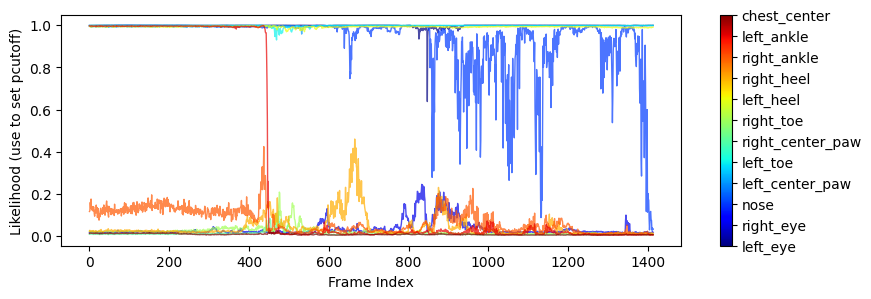 Likelihood (use to set pcutoff)
1.0
0.8
0.6
0.4
0.2
0.0
0 200 400 600 800 1000 1200 1400
Frame Index
chest_center
left_ankle
right_ankle
right_heel
left_heel
right_toe
right_center_paw
left_toe
left_center_paw
nose
right_eye
left_eye